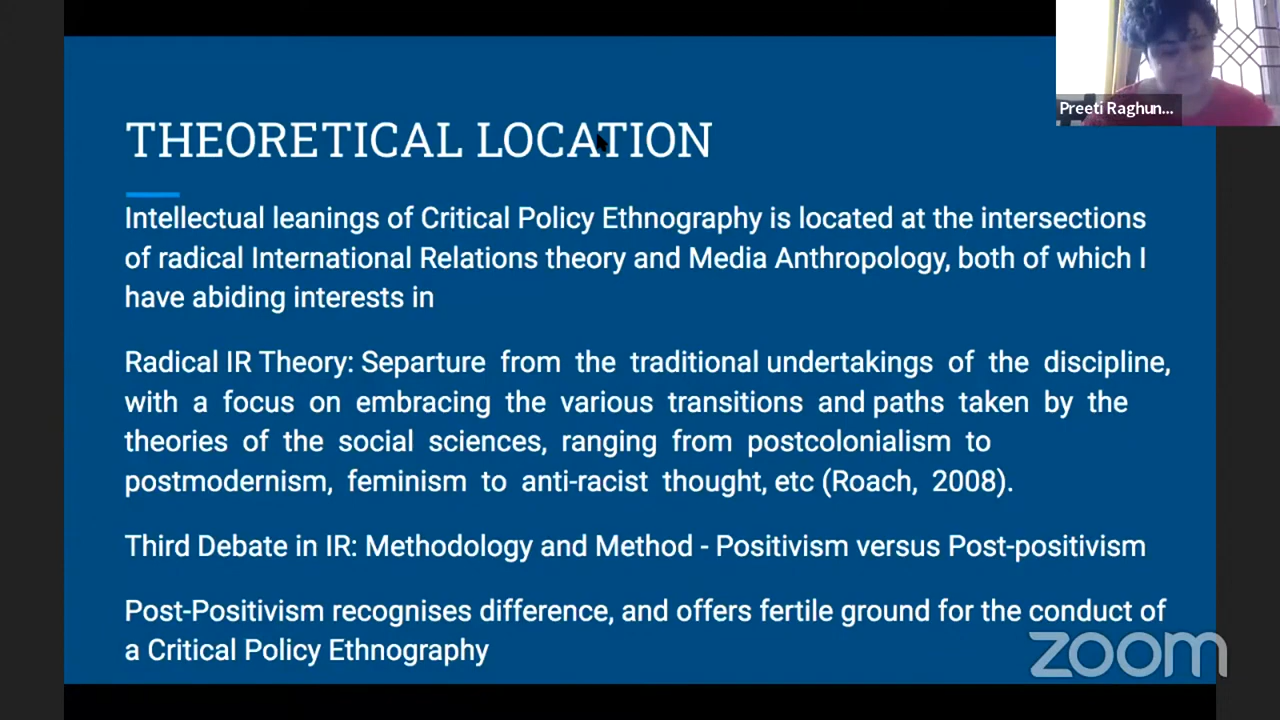 Preeti Raghun...
THEORETICAL LOCATION
Intellectual leanings of Critical Policy Ethnography is located at the intersections
of radical International Relations theory and Media Anthropology, both of which I
have abiding interests in
Radical IR Theory: Separture from the traditional undertakings of the discipline,
with a focus on embracing the various transitions and paths taken by the
theories of the social sciences, ranging from postcolonialism to
postmodernism, feminism to anti-racist thought, etc (Roach, 2008).
Third Debate in IR: Methodology and Method - Positivism versus Post-positivism
Post-Positivism recognises difference, and offers fertile ground for the conduct of
a Critical Policy Ethnography
zoom